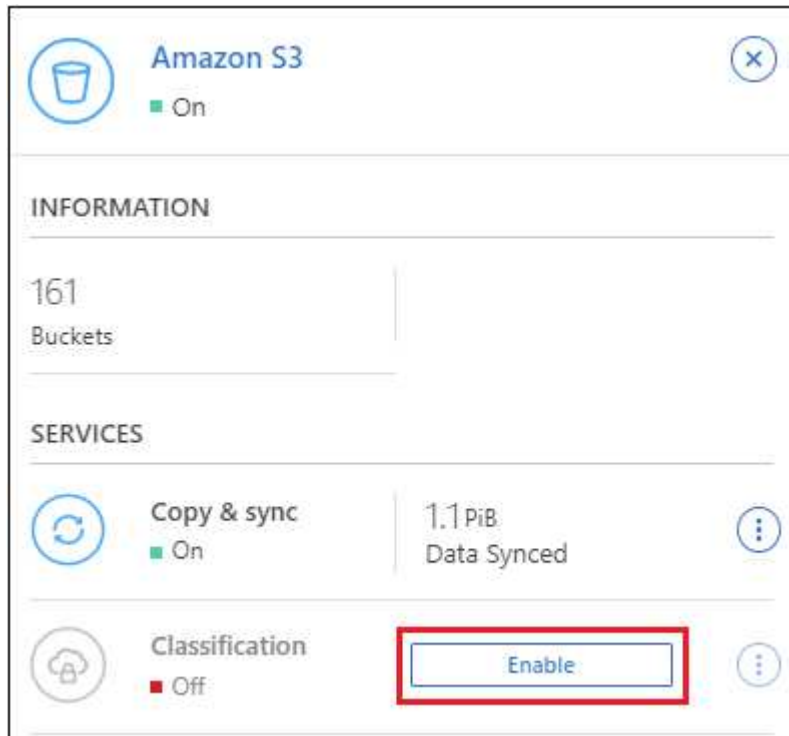 Amazon S3
On
INFORMATION
161
Buckets
SERVICES
Copy & sync
On
1.1 PiB
Data Synced
Classification
Off
Enable